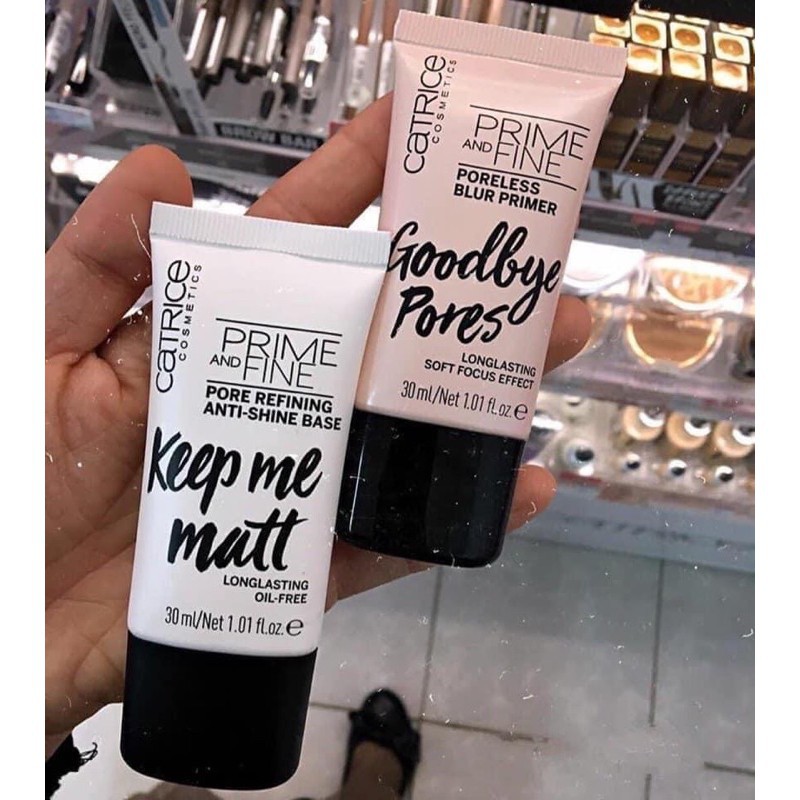 CATRICE
COSMETICS
PRIME
AND FINE
PORELESS
BLUR PRIMER
Goodbye
Pores
LONGLASTING
SOFT FOCUS EFFECT
30 ml/Net 1.01 fl.oz. e
CATRICE
COSMETICS
PRIME
AND FINE
PORE REFINING
ANTI-SHINE BASE
Keep me
matt
LONGLASTING
OIL-FREE
30 ml/Net 1.01 fl.oz. e
BROW BAR